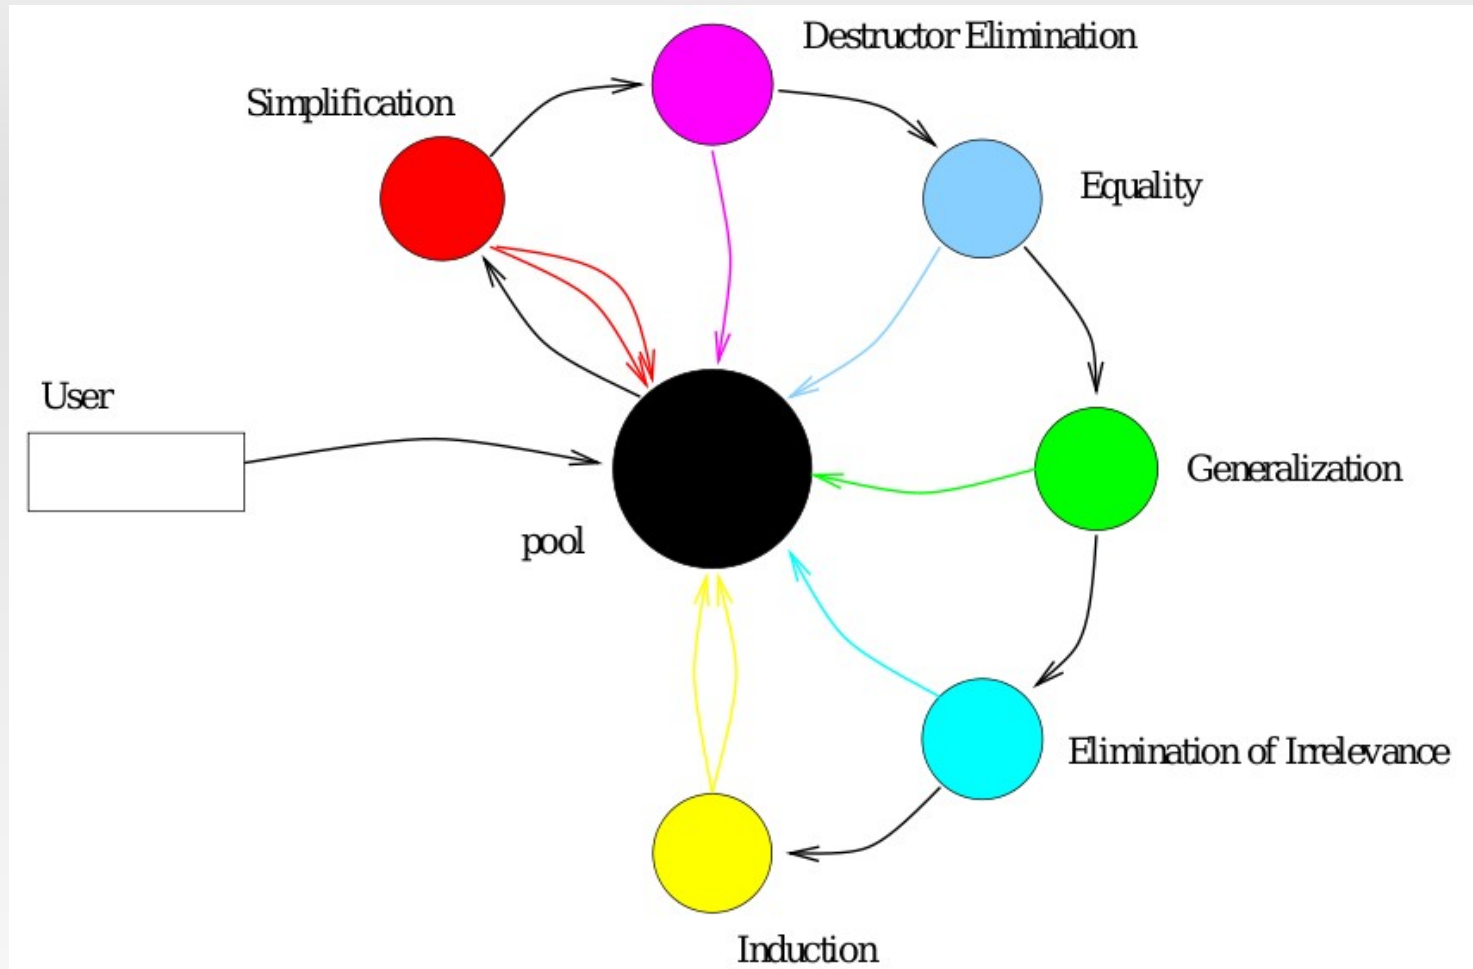 Destructor Elimination
Simplification
Equality
User
Generalization
pool
Elimination of Irrelevance
Induction